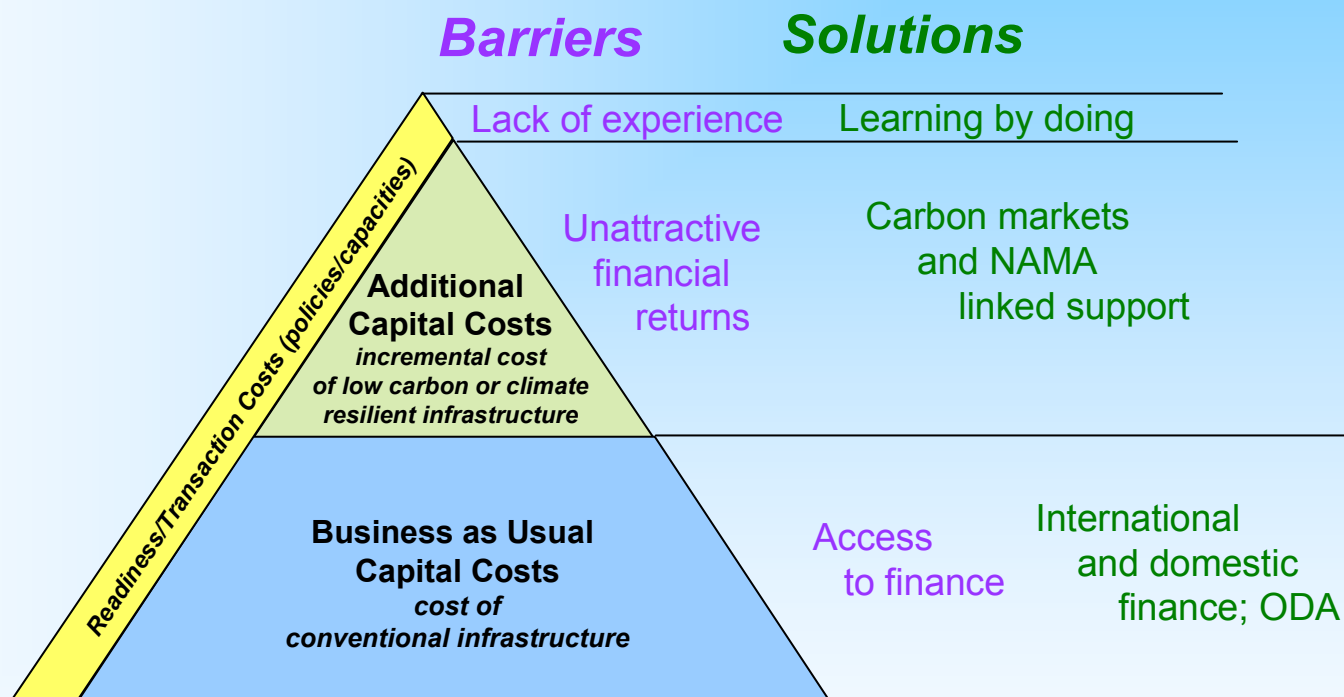 Barriers
Solutions
Lack of experience
Learning by doing
Readiness/Transaction Costs (policies/capacities)
Additional
Capital Costs
incremental cost
of low carbon or climate
resilient infrastructure
Unattractive
financial
returns
Carbon markets
and NAMA
linked support
Business as Usual
Capital Costs
cost of
conventional infrastructure
Access
to finance
International
and domestic
finance; ODA